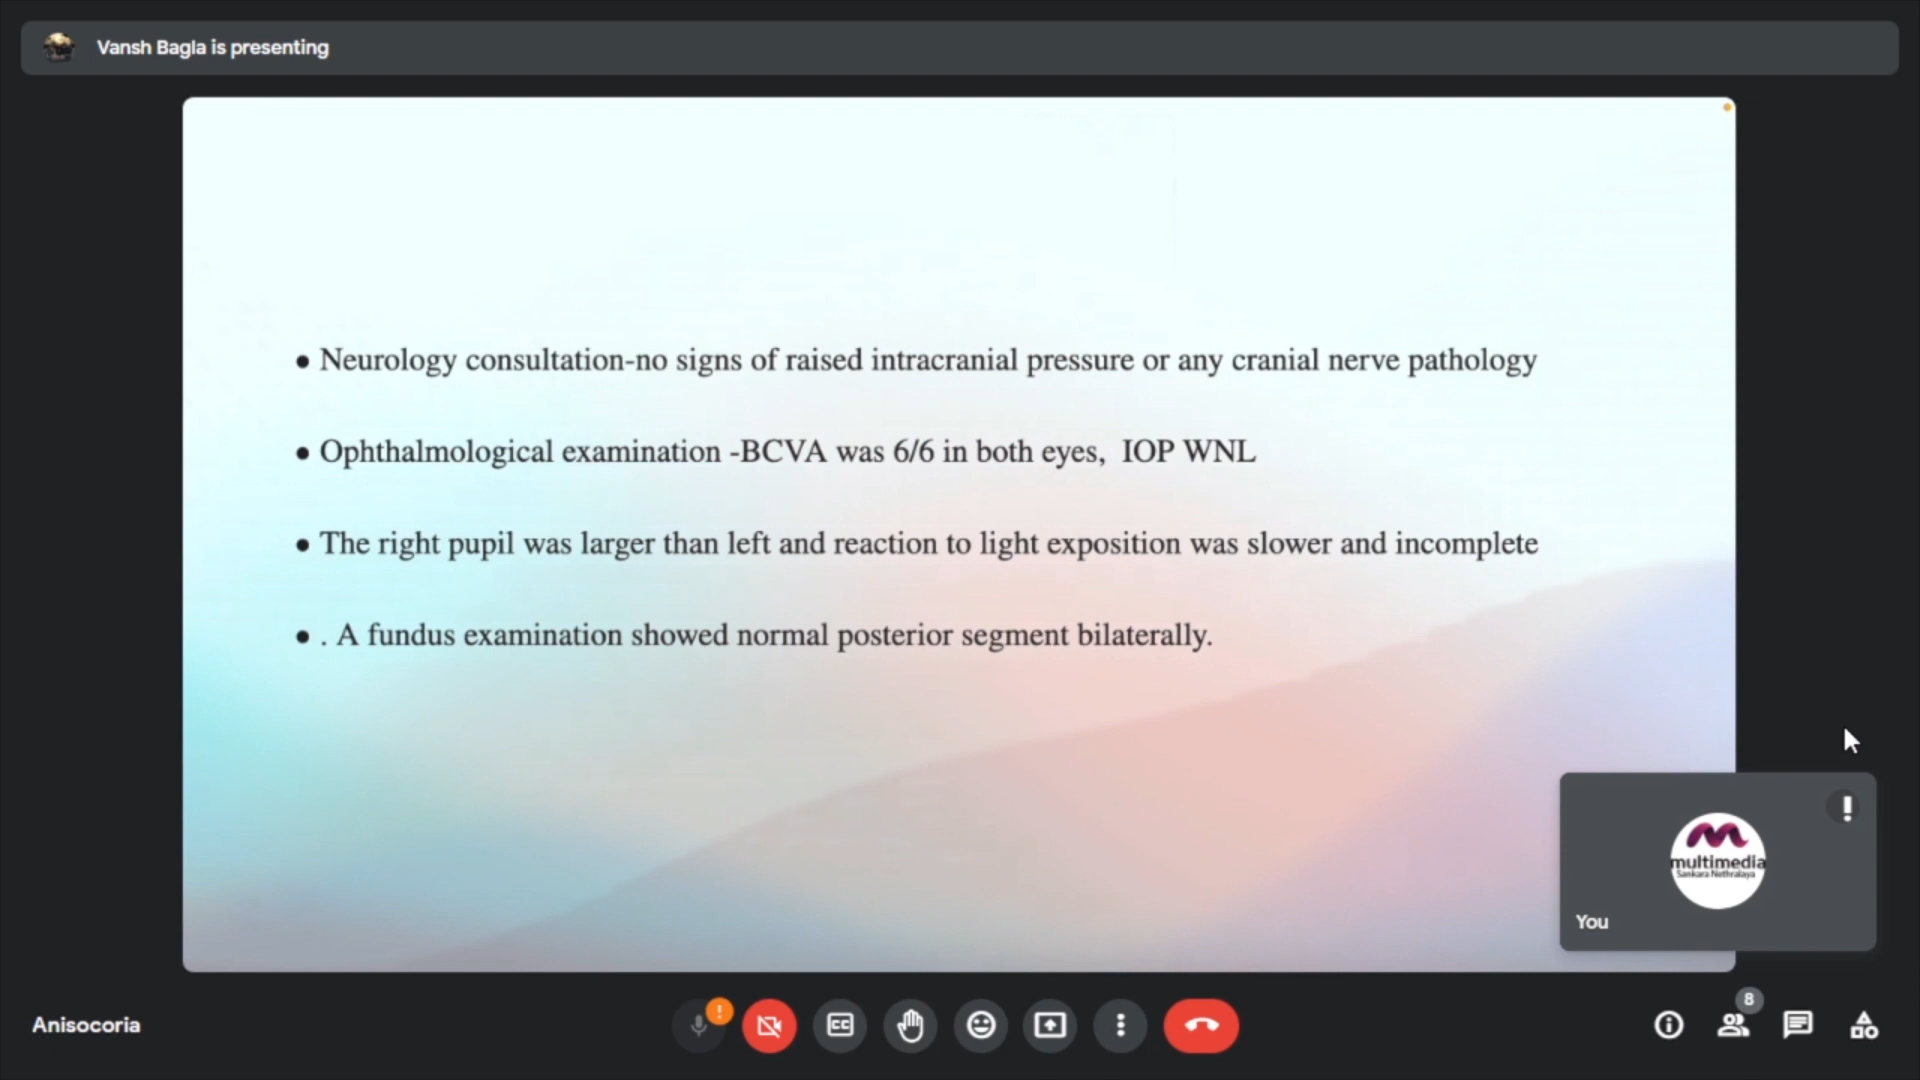 Vansh Bagla is presenting
● Neurology consultation-no signs of raised intracranial pressure or any cranial nerve pathology
● Ophthalmological examination -BCVA was 6/6 in both eyes,  IOP WNL
● The right pupil was larger than left and reaction to light exposition was slower and incomplete
● . A fundus examination showed normal posterior segment bilaterally.
multimedia
Sankara Nethralaya
You
Anisocoria
CC
8